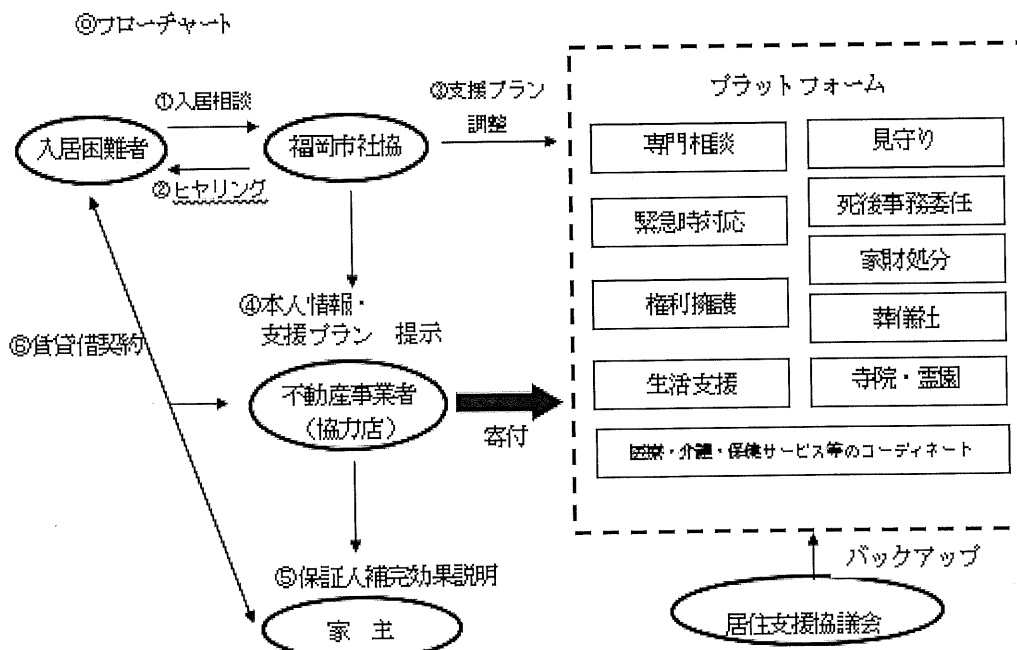 ◎フローチャート
プラットフォーム
①入居相談
③支援プラン
調整
入居困難者
福岡市社協
②ヒヤリング
専門相談
見守り
緊急時対応
死後事務委任
家財処分
権利擁護
葬儀社
生活支援
寺院・霊園
医療・介護・保健サービス等のコーディネート
④本人情報・
支援プラン 提示
⑥賃貸借契約
不動産事業者
(協力店)
寄付
⑤保証人補完効果説明
家 主
バックアップ
居住支援協議会